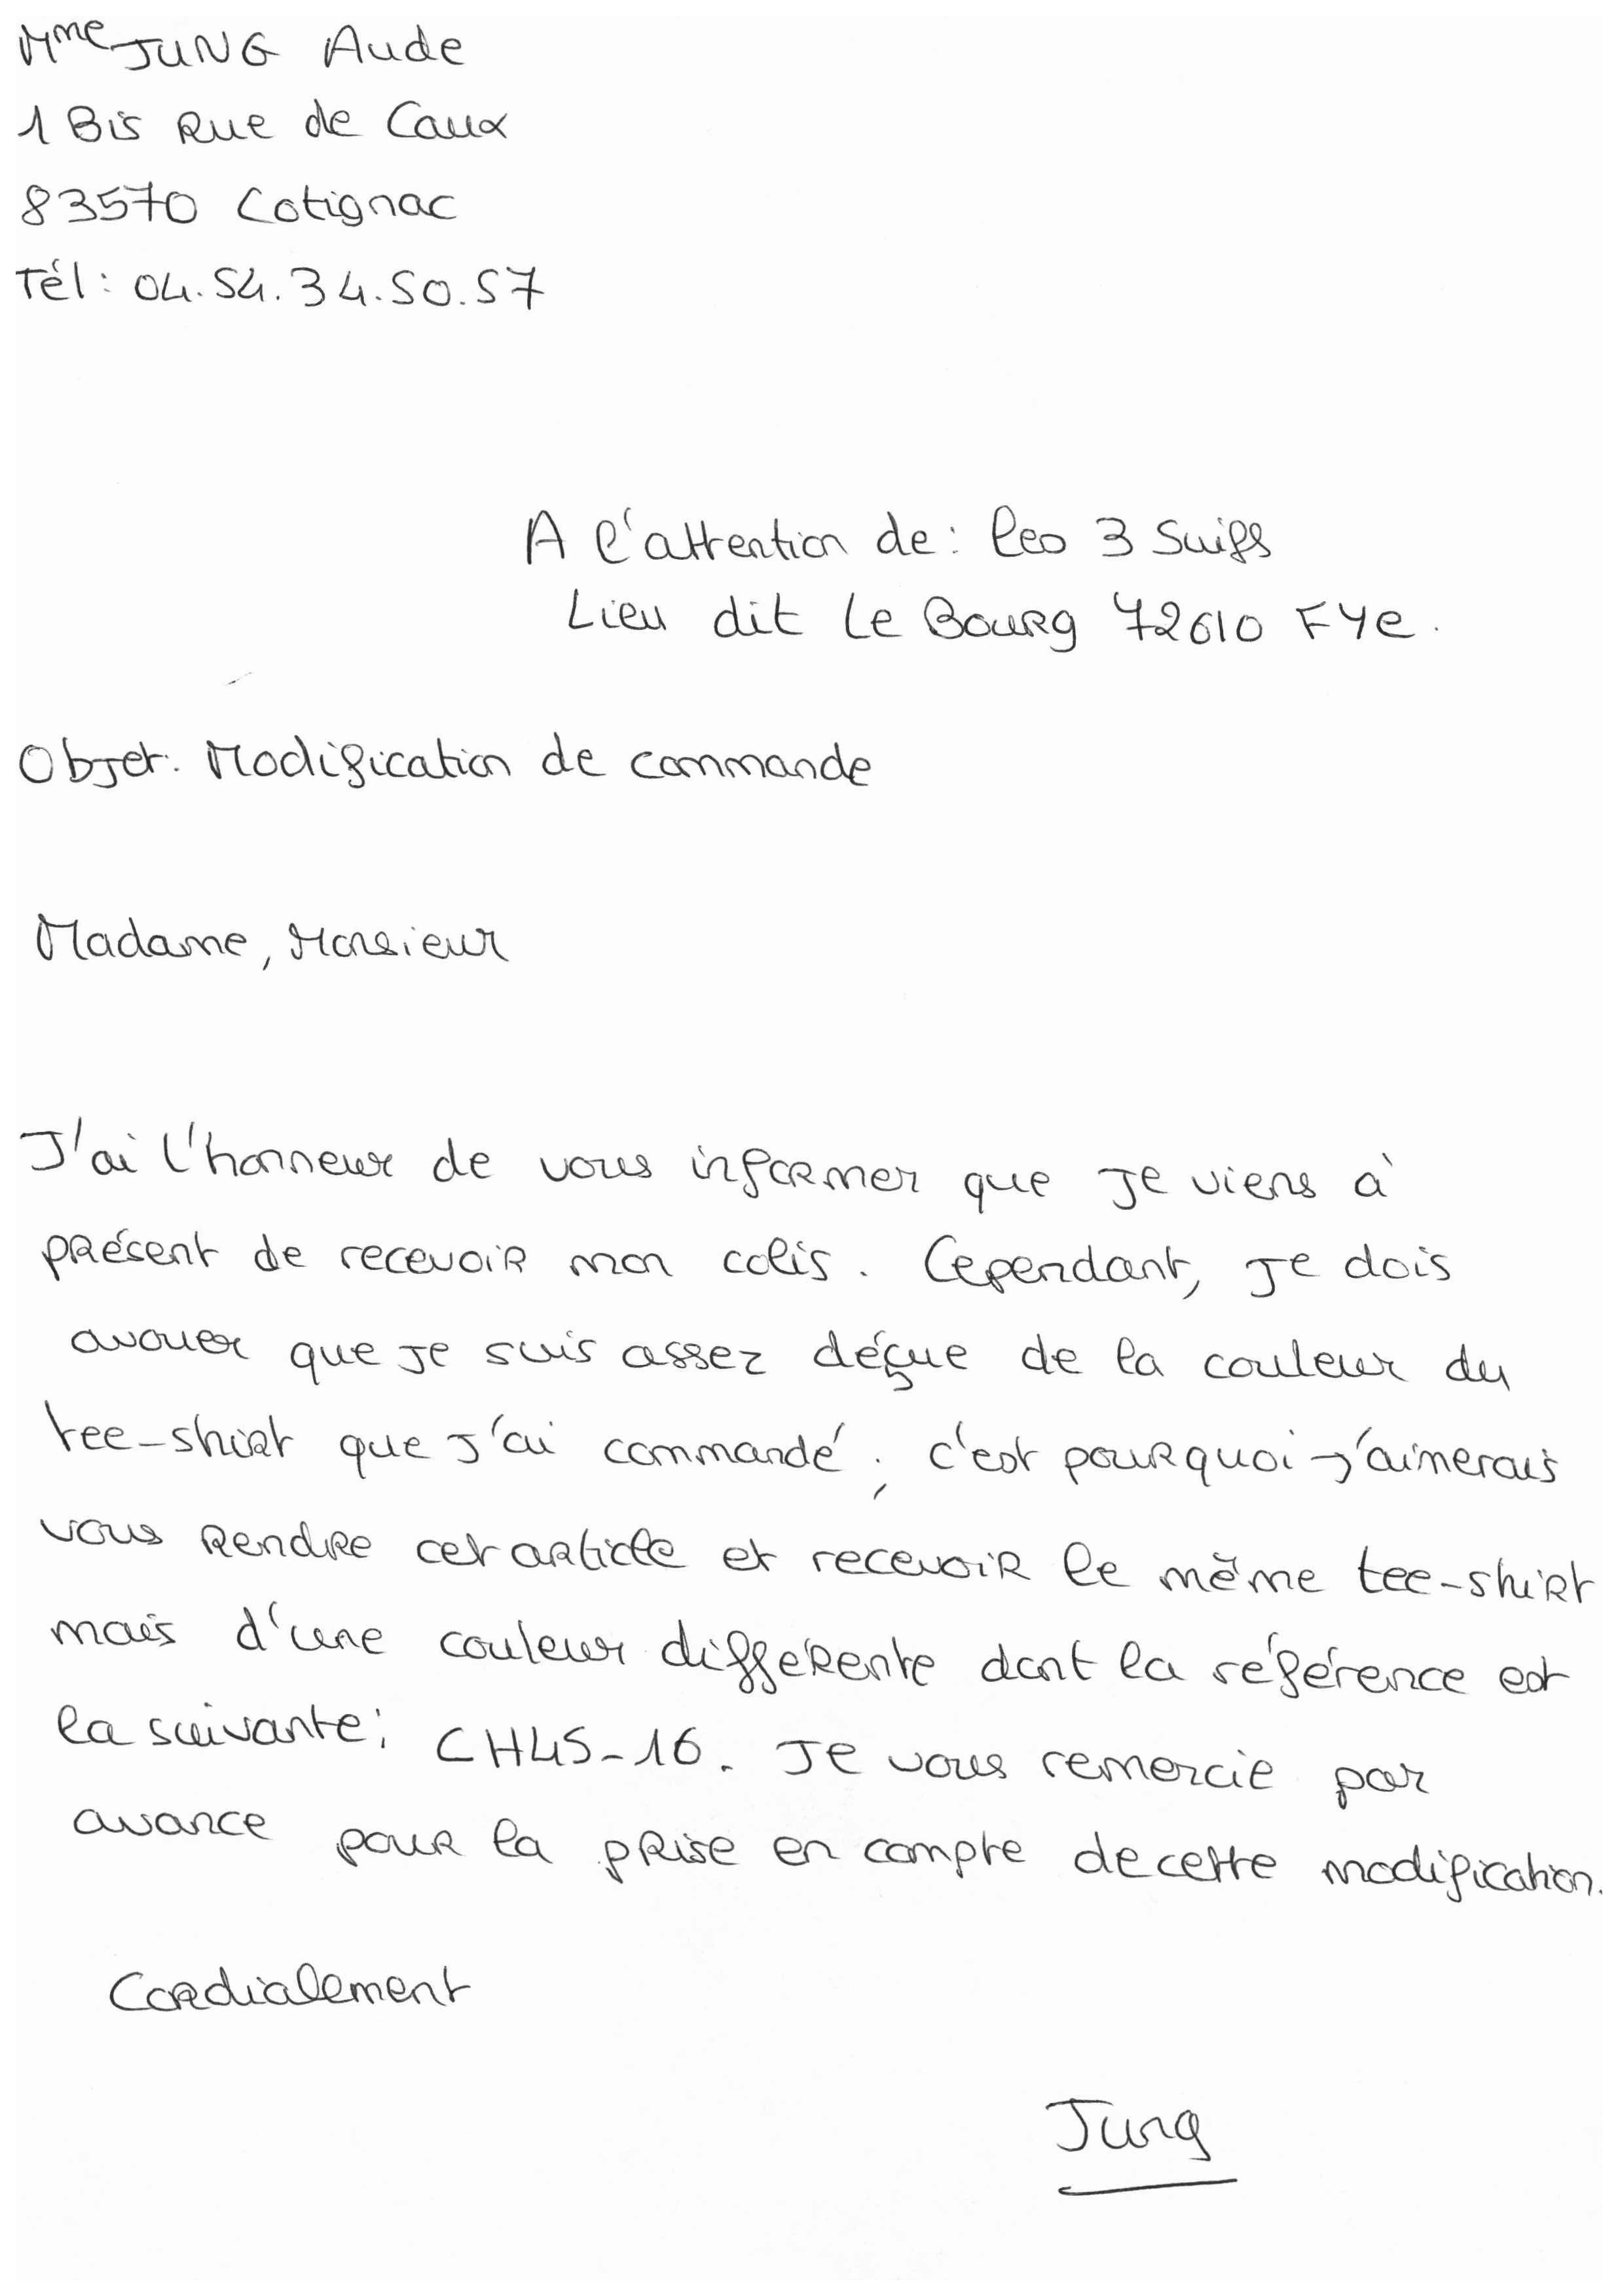 Mme JUNG Aude
1 Bis Rue de Caux
83570 Cotignac
Tél : 04.54.34.50.57
A l'attention de : les 3 Suiss
Lieu dit Le Bourg 72610 FYe.
Objet : Modification de commande
Madame, Monsieur
J'ai l'honneur de vous informer que je viens à
présent de recevoir mon colis. Cependant, je dois
avouer que je suis assez déçue de la couleur du
tee-shirt que j'ai commandé ; c'est pourquoi j'aimerais
vous rendre cet article et recevoir le même tee-shirt
mais d'une couleur différente dont la référence est
la suivante : CH45-16. Je vous remercie par
avance pour la prise en compte de cette modification.
Cordialement
Jung